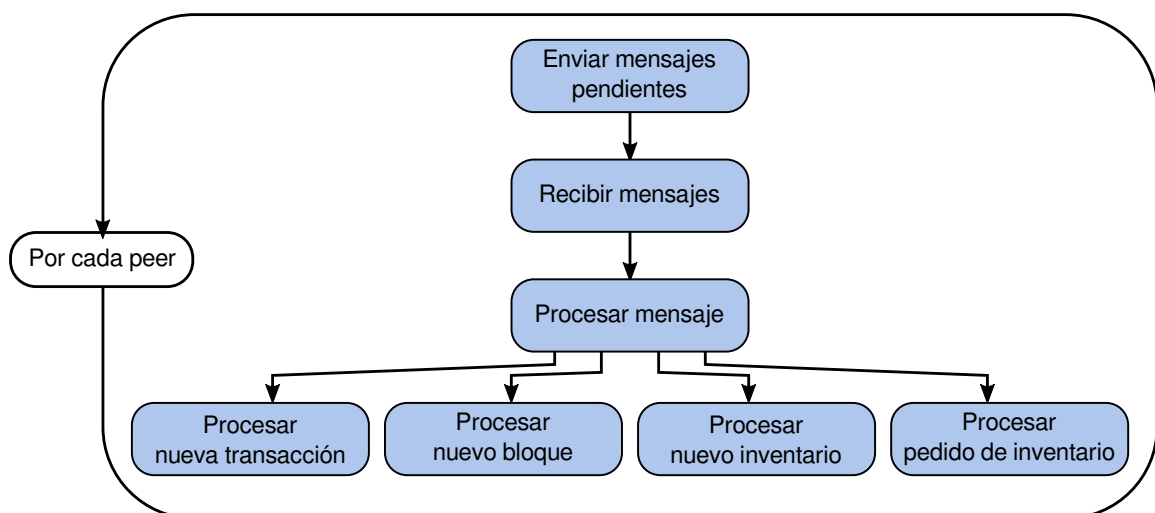 Enviar mensajes
pendientes
Recibir mensajes
Por cada peer
Procesar mensaje
Procesar
nueva transacción
Procesar
nuevo bloque
Procesar
nuevo inventario
Procesar
pedido de inventario